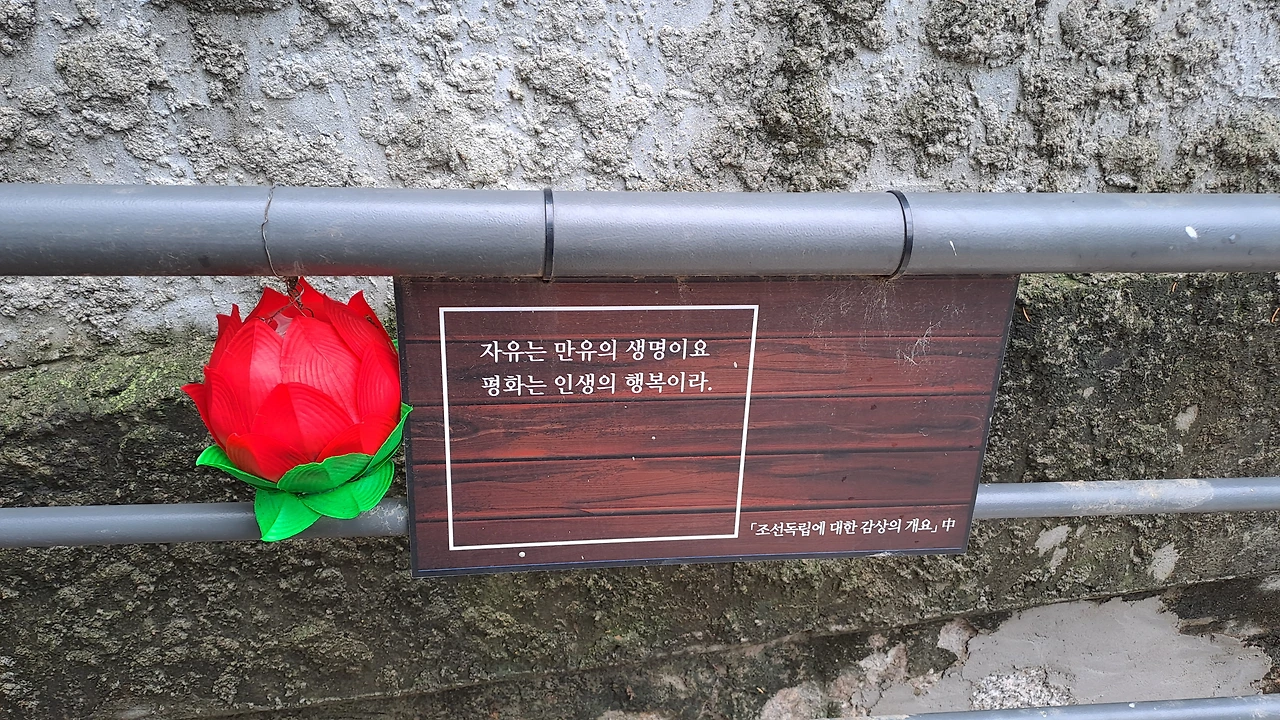 자유는 만유의 생명이요
평화는 인생의 행복이라.
「조선독립에 대한 감상의 개요」中